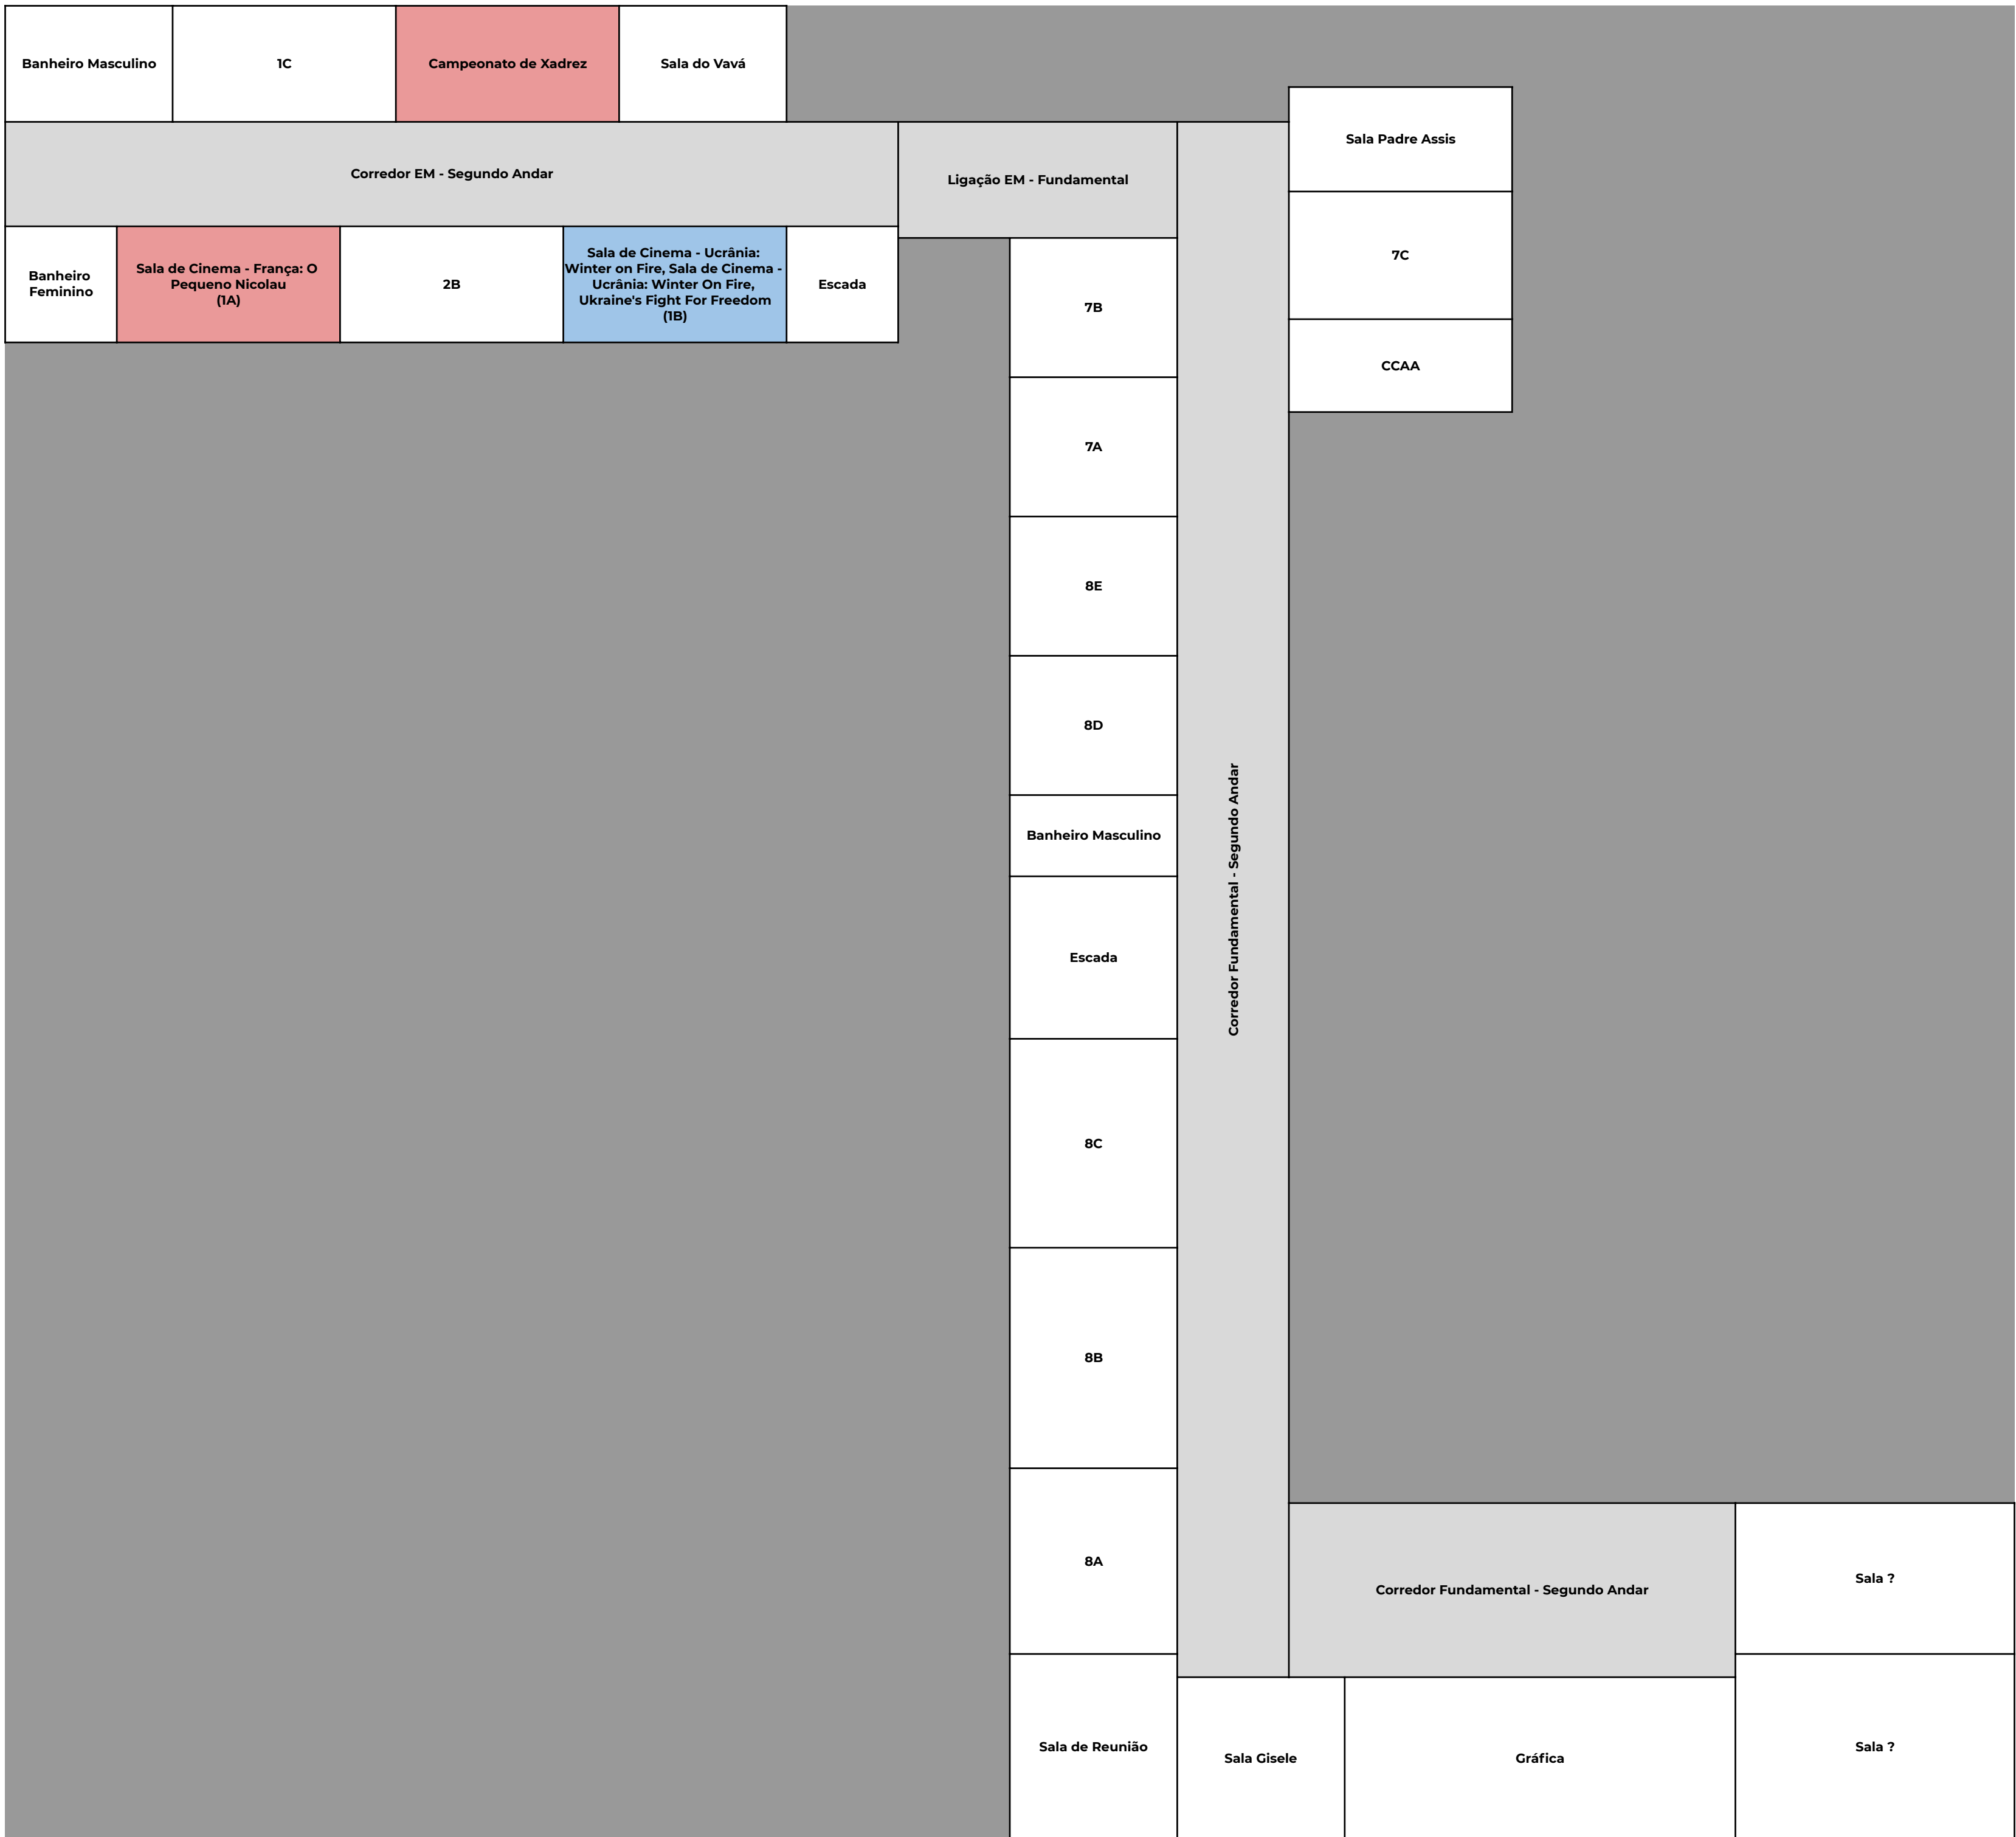 Banheiro Masculino
1C
Campeonato de Xadrez
Sala do Vavá
Sala Padre Assis
Corredor EM - Segundo Andar
Ligação EM - Fundamental
7C
Banheiro
Feminino
Sala de Cinema - França: O
Pequeno Nicolau
(1A)
2B
Sala de Cinema - Ucrânia:
Winter on Fire, Sala de Cinema -
Ucrânia: Winter On Fire,
Ukraine's Fight For Freedom
(1B)
Escada
7B
CCAA
7A
8E
8D
Banheiro Masculino
Corredor Fundamental - Segundo Andar
Escada
8C
8B
8A
Corredor Fundamental - Segundo Andar
Sala ?
Sala de Reunião
Sala Gisele
Gráfica
Sala ?